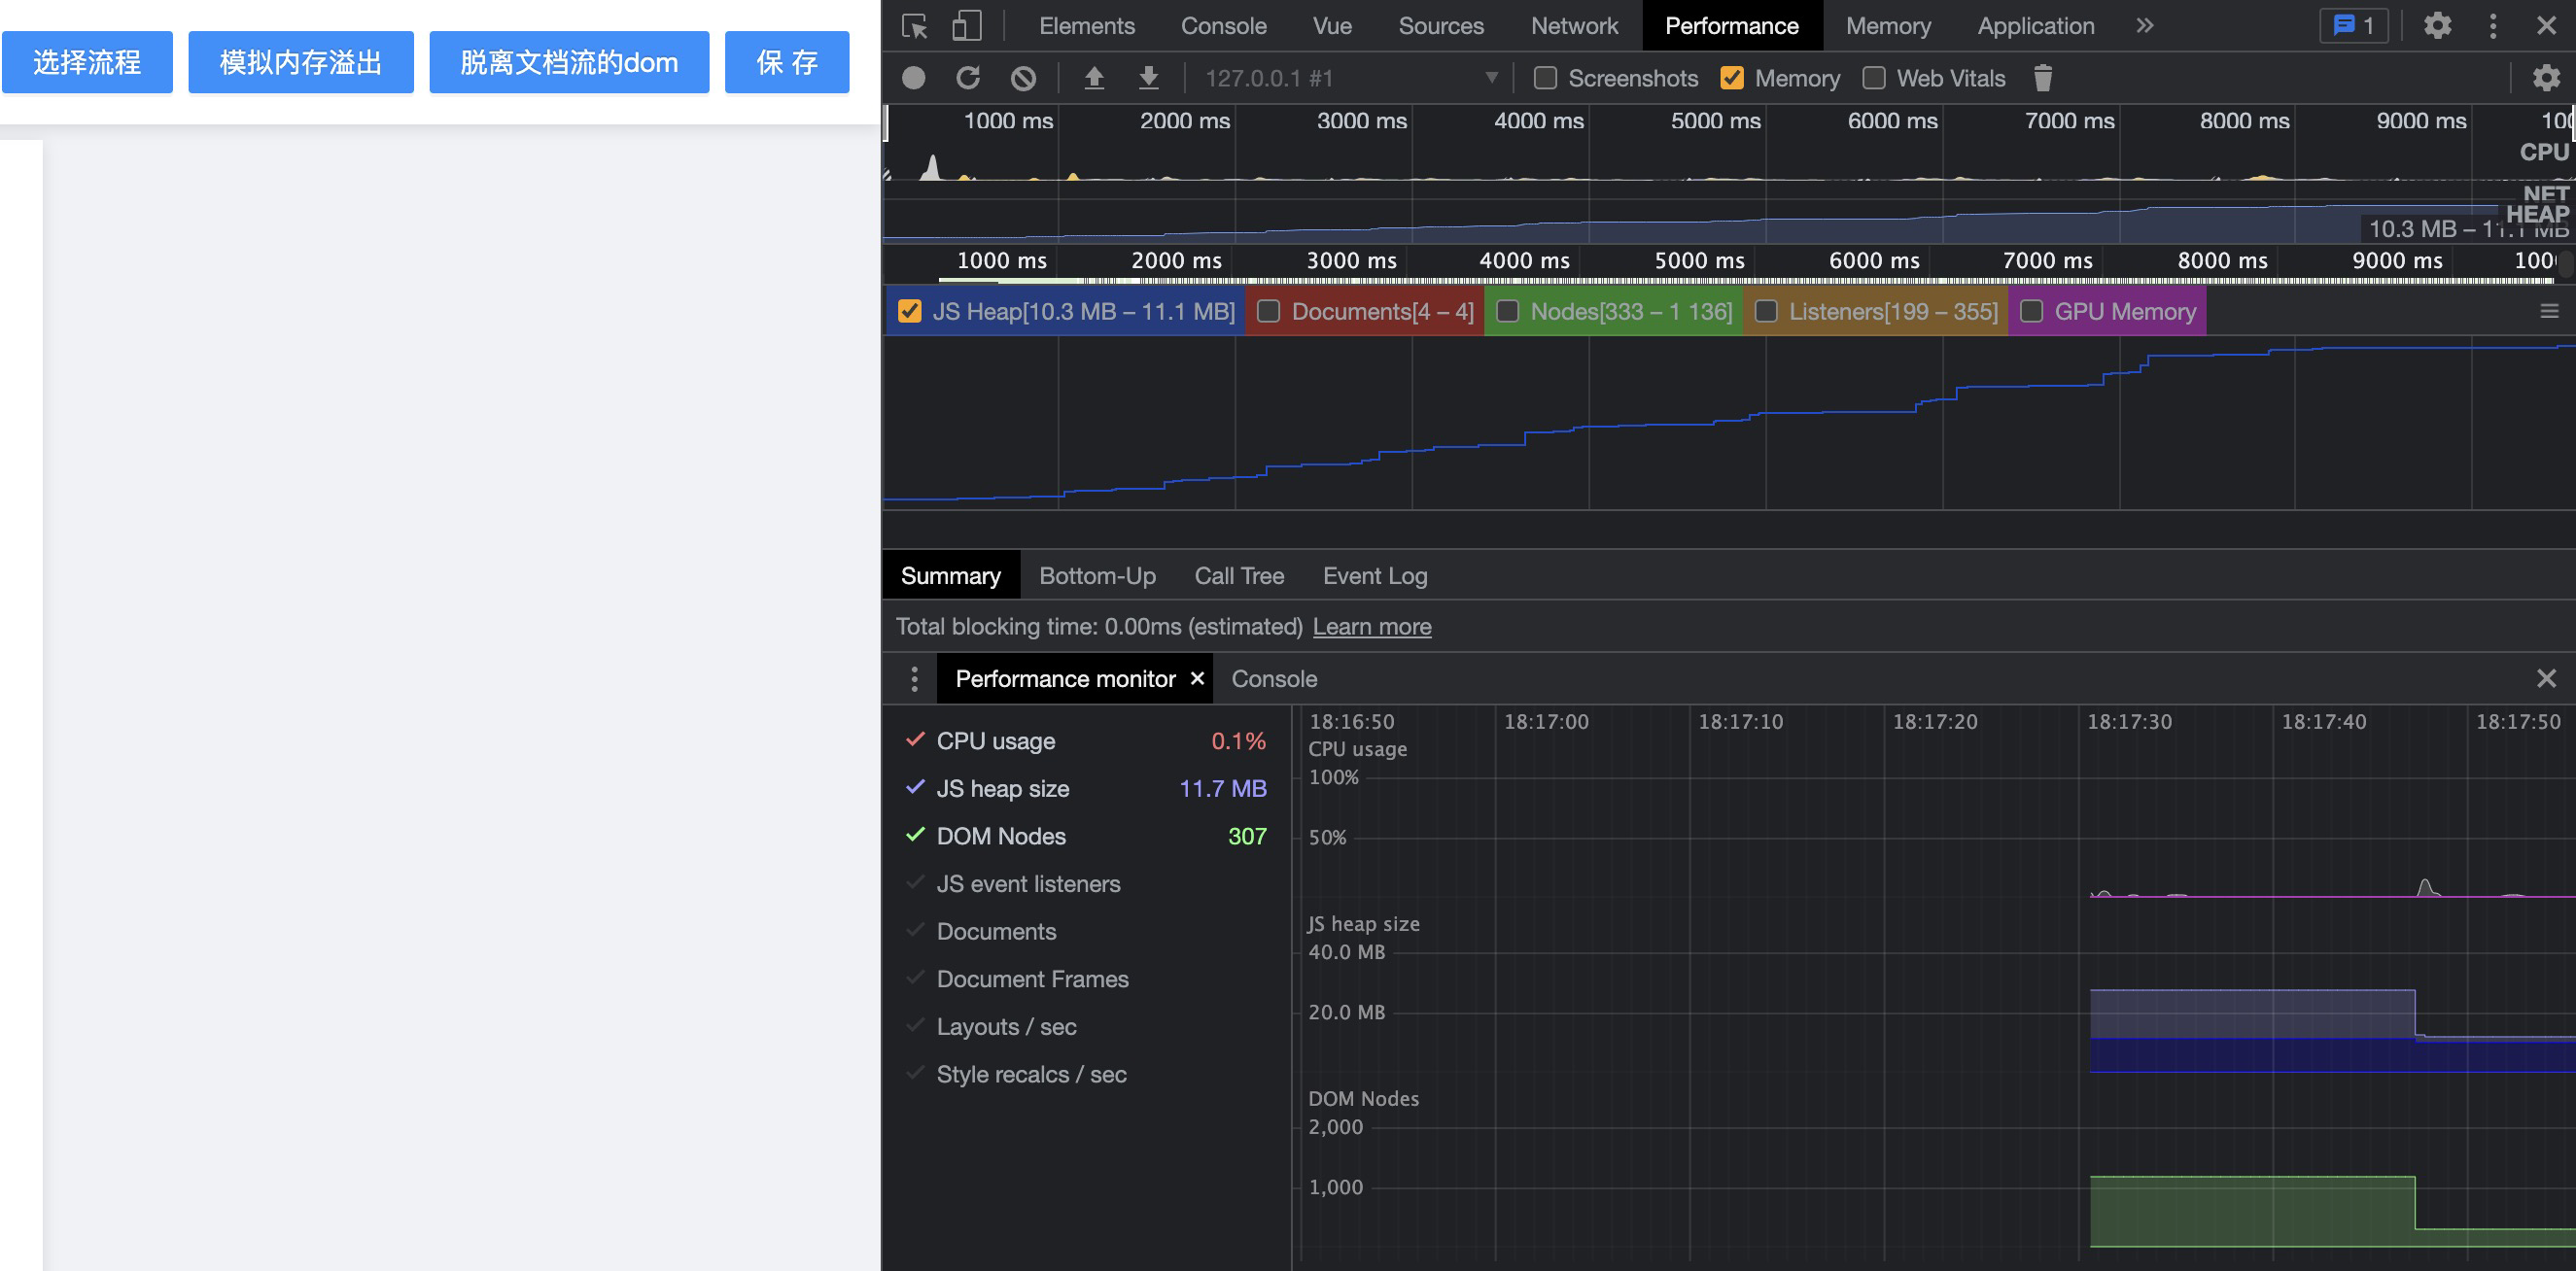 选择流程 模拟内存溢出 脱离文档流的dom 保 存
Elements Console Vue Sources Network Performance Memory Application 1
127.0.0.1 #1 Screenshots Memory Web Vitals
1000 ms 2000 ms 3000 ms 4000 ms 5000 ms 6000 ms 7000 ms 8000 ms 9000 ms
CPU
NET
HEAP
10.3 MB – 11.1 MB
1000 ms 2000 ms 3000 ms 4000 ms 5000 ms 6000 ms 7000 ms 8000 ms 9000 ms
JS Heap[10.3 MB – 11.1 MB] Documents[4 – 4] Nodes[333 – 1 136] Listeners[199 – 355] GPU Memory
Summary Bottom-Up Call Tree Event Log
Total blocking time: 0.00ms (estimated) Learn more
Performance monitor Console
CPU usage 0.1%
JS heap size 11.7 MB
DOM Nodes 307
JS event listeners
Documents
Document Frames
Layouts / sec
Style recalcs / sec
18:16:50 18:17:00 18:17:10 18:17:20 18:17:30 18:17:40 18:17:50
CPU usage
100%
50%
JS heap size
40.0 MB
20.0 MB
DOM Nodes
2,000
1,000